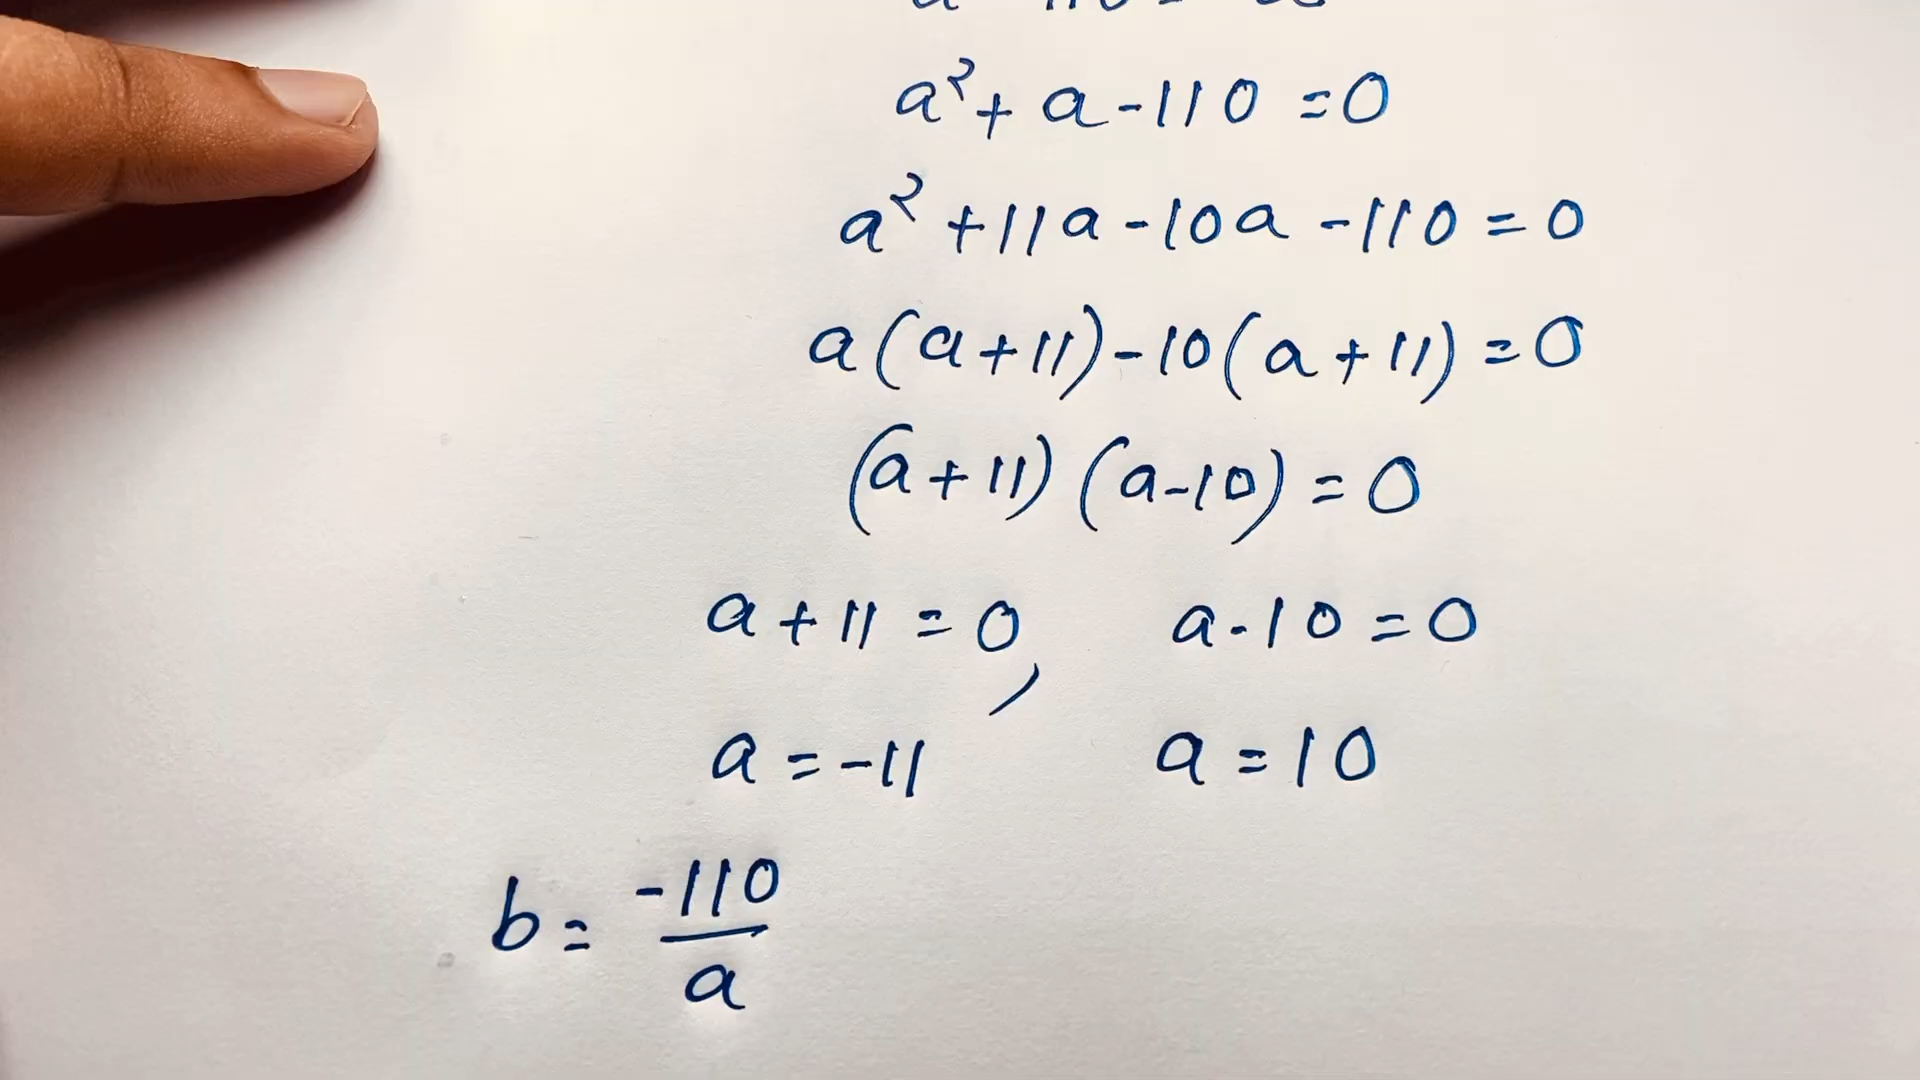 a²+ a-110 =0
a² +11a-10a -110=0
a(a+11)-10(a+11)=0
(a+11)(a-10)=0
a+11=0, a-10=0
a=-11 a=10
b= -110/a